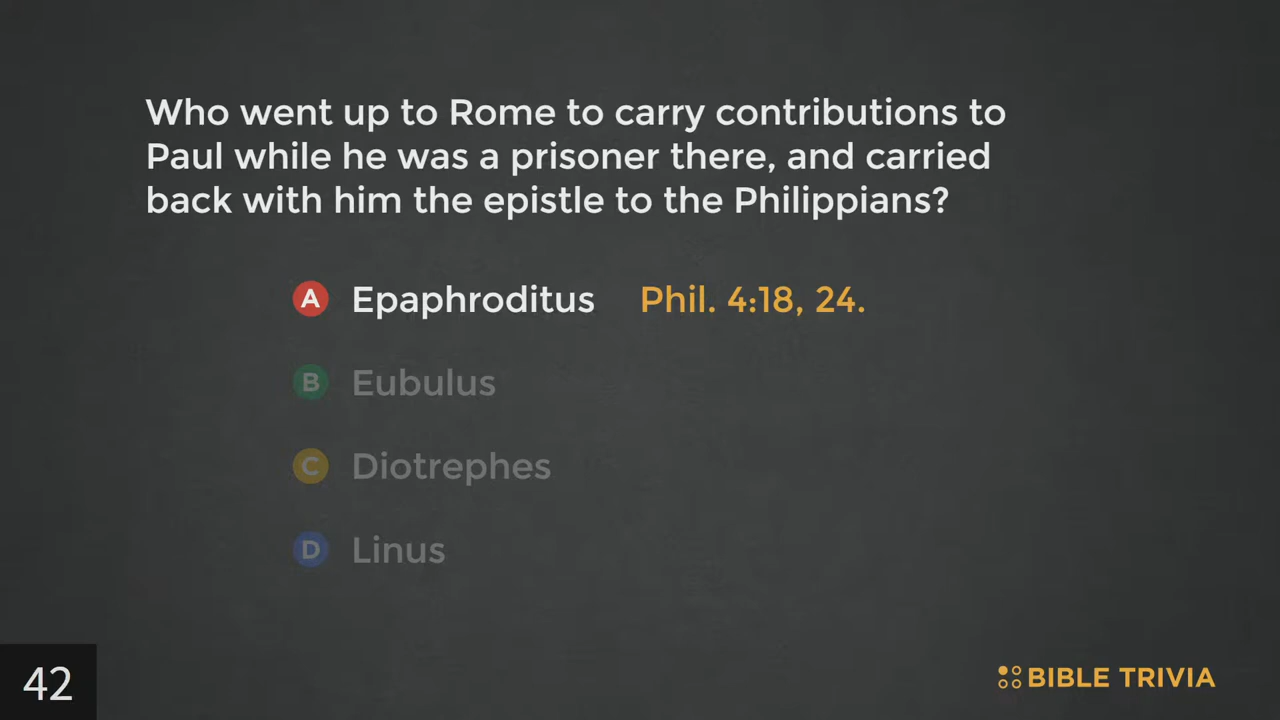 Who went up to Rome to carry contributions to
Paul while he was a prisoner there, and carried
back with him the epistle to the Philippians?
A Epaphroditus Phil. 4:18, 24.
B Eubulus
C Diotrephes
D Linus
42
BIBLE TRIVIA